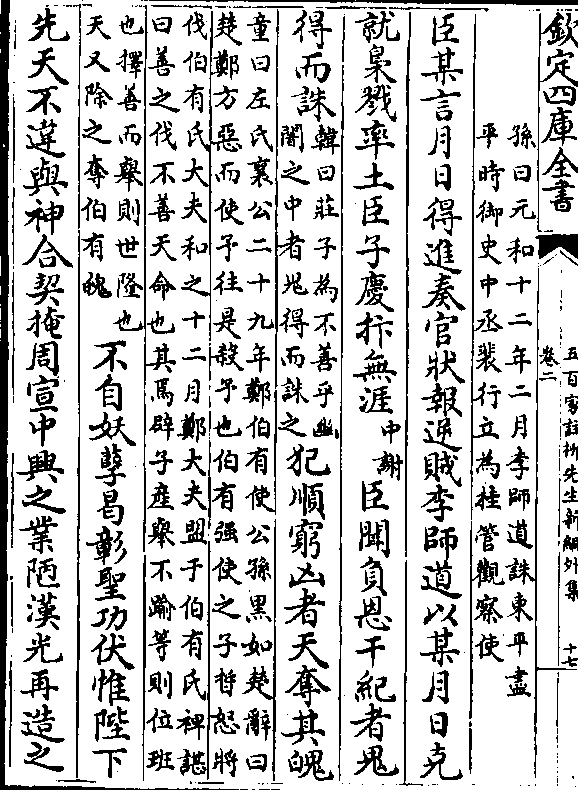 欽定四庫全書
五百家註柳先生新編外集
卷二
十七
孫曰元和十二年二月李師道誅東平盡
平時御史中丞裴行立為桂管觀察使
臣某言月日得進奏官狀報逆賊李師道以某月日克
就梟戮率土臣子慶抃無涯中謝臣聞負恩干紀者鬼
得而誅韓曰莊子為不善乎幽
闇之中者鬼得而誅之犯順窮凶者天奪其魄
童曰左氏襄公二十九年鄭伯有使公孫黑如楚辭曰
楚鄭方惡而使予往是殺予也伯有强使之子晳怒將
伐伯有氏大夫和之十二月鄭大夫盟于伯有氏裨諶
曰善之代不善天命也其焉辟子產舉不踰等則位班
也擇善而舉則世隆也
天又除之奪伯有魄不自妖孽曷彰聖功伏惟陛下
先天不違與神合契掩周宣中興之業陋漢光再造之